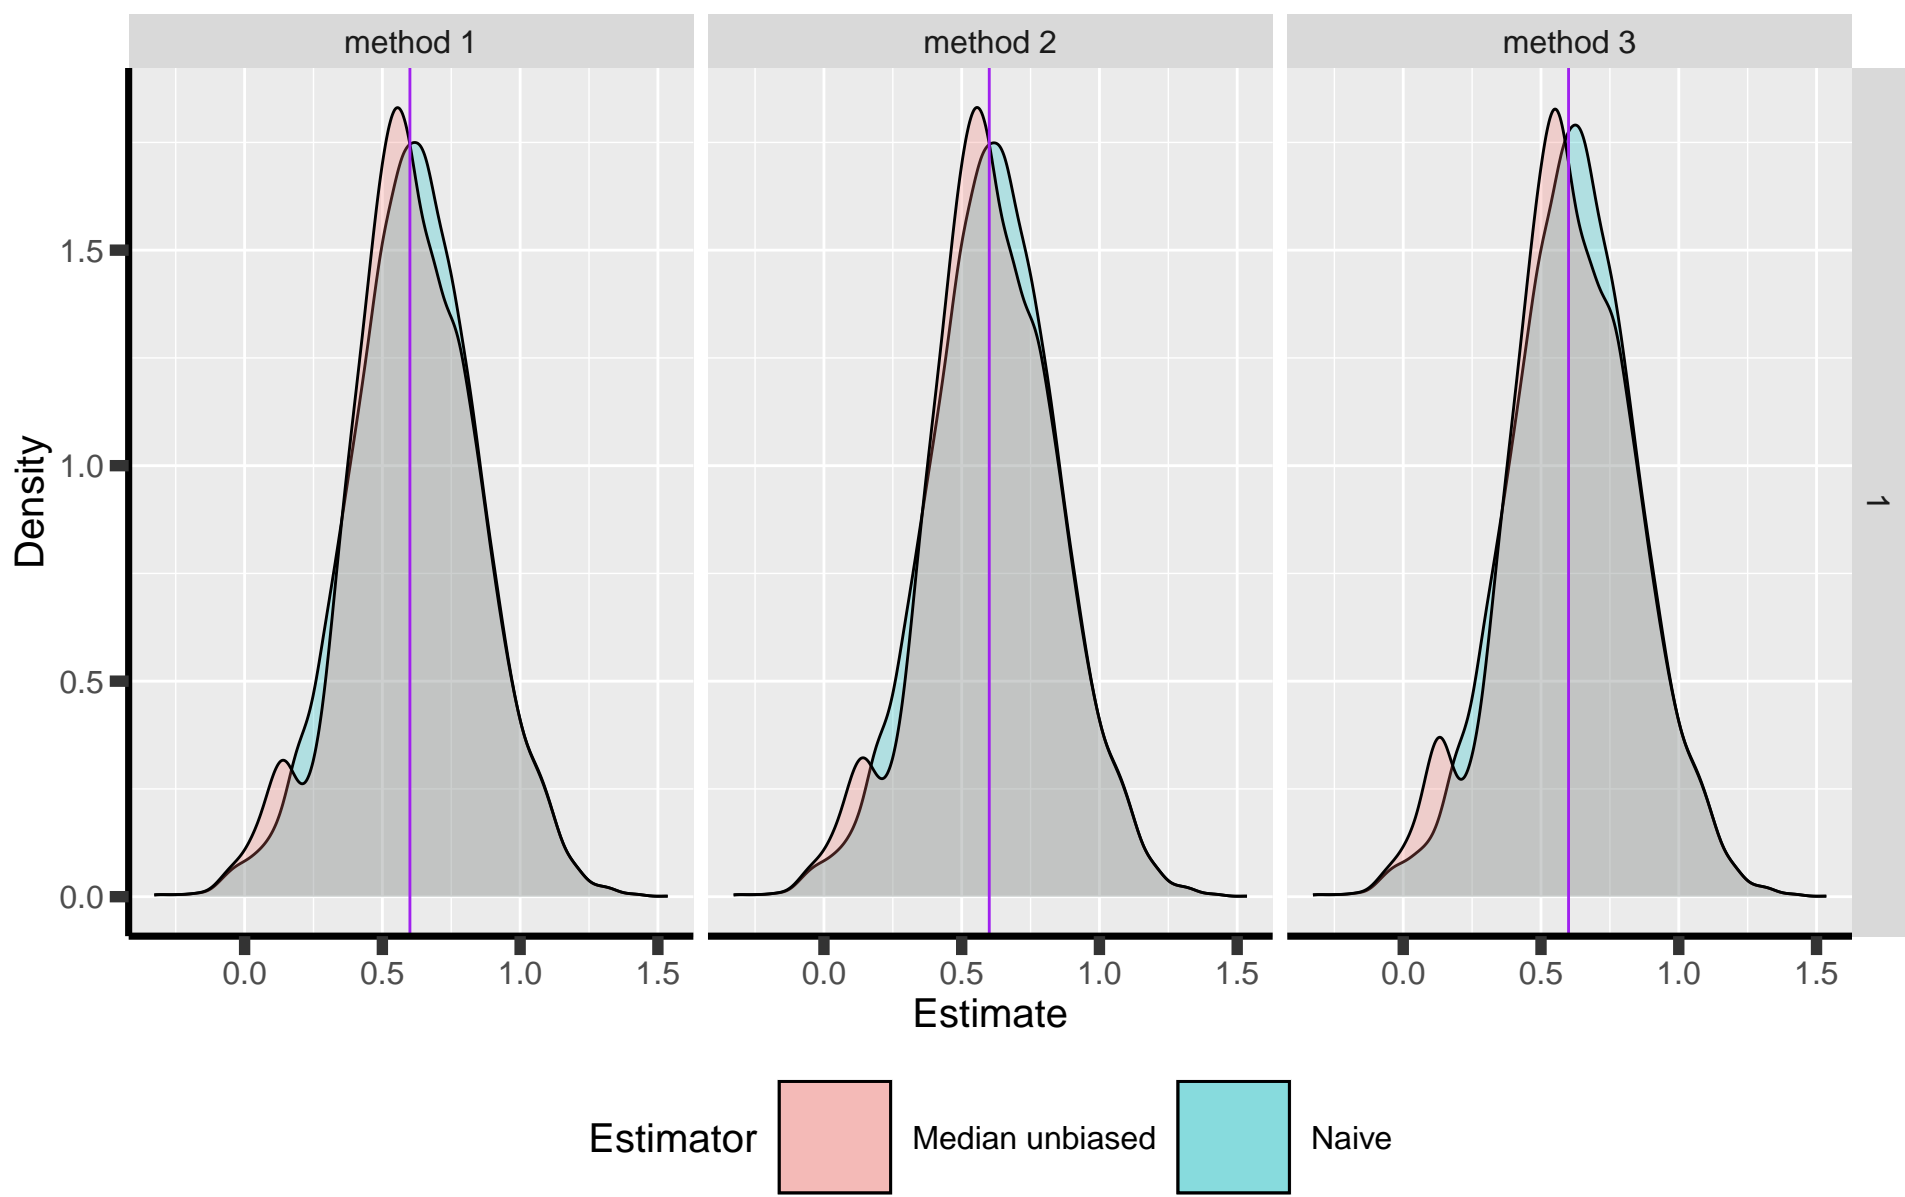 method 1 method 2 method 3
1
Density
1.5
1.0
0.5
0.0
0.0 0.5 1.0 1.5 0.0 0.5 1.0 1.5 0.0 0.5 1.0 1.5
Estimate
Estimator Median unbiased Naive